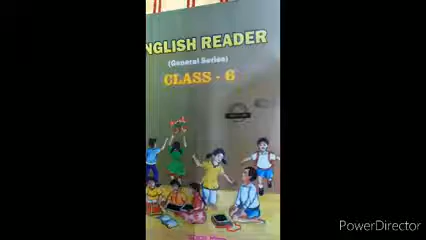 NGLISH READER
(General Series)
CLASS - 6
PowerDirector